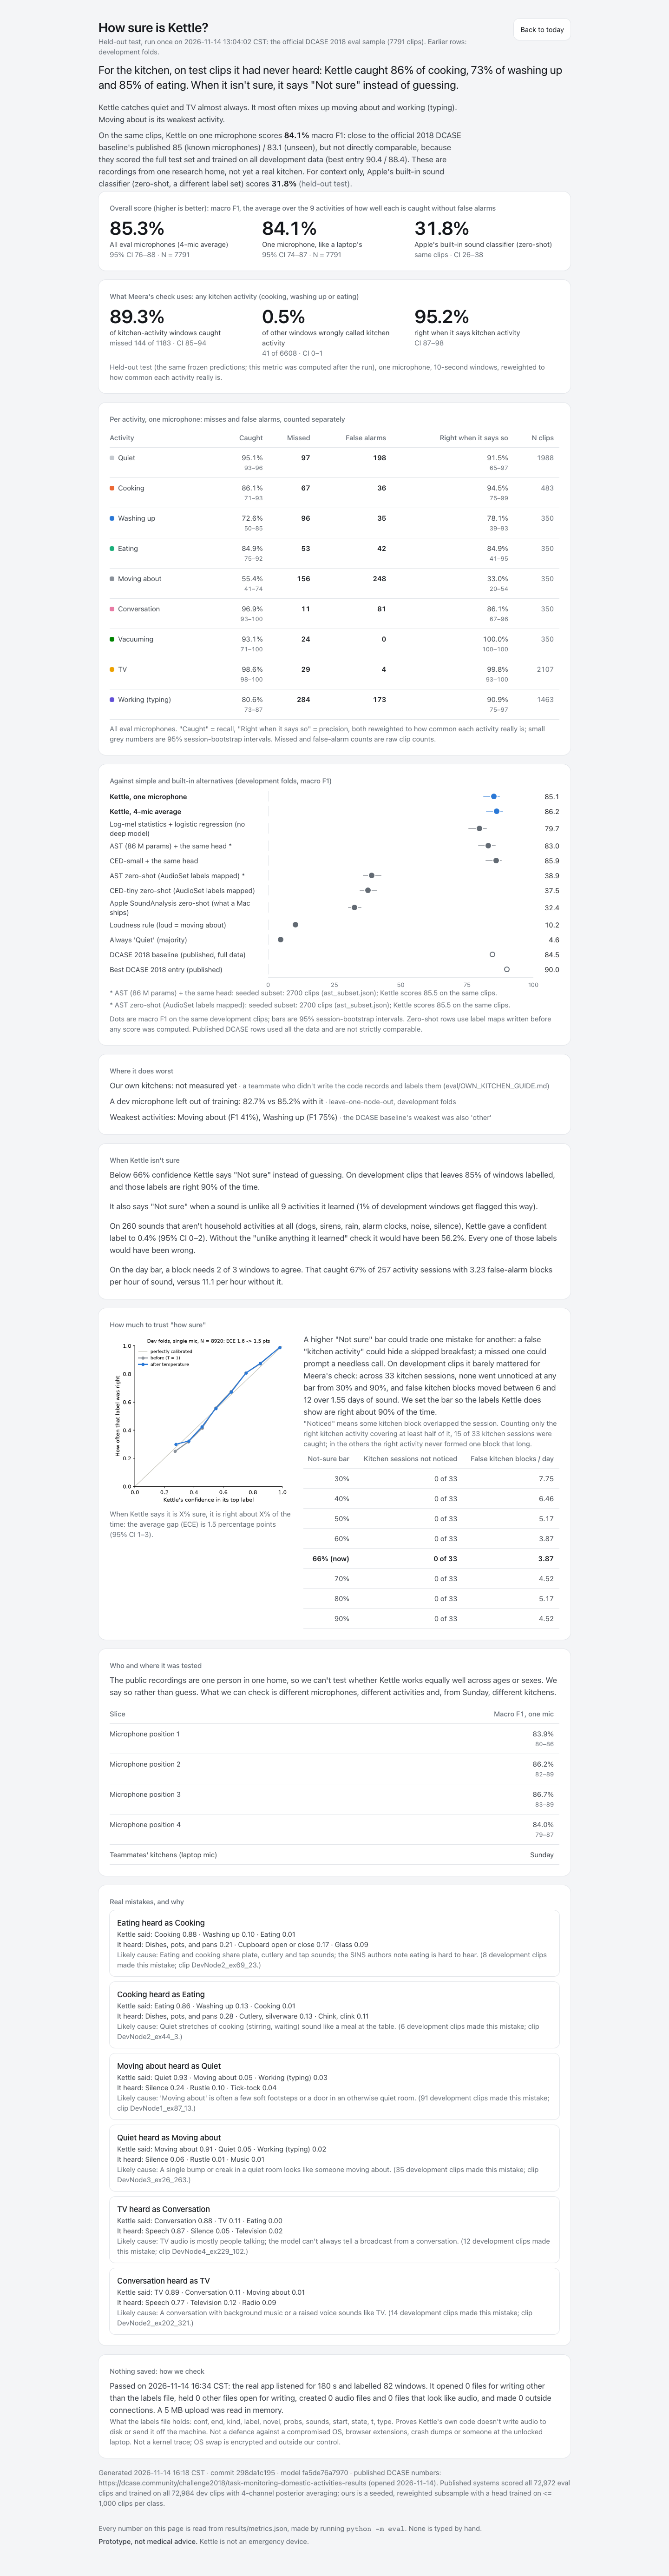 How sure is Kettle?
Back to today
Held-out test, run once on 2026-11-14 13:04:02 CST: the official DCASE 2018 eval sample (7791 clips). Earlier rows:
development folds.
For the kitchen, on test clips it had never heard: Kettle caught 86% of cooking, 73% of washing up
and 85% of eating. When it isn't sure, it says "Not sure" instead of guessing.
Kettle catches quiet and TV almost always. It most often mixes up moving about and working (typing).
Moving about is its weakest activity.
On the same clips, Kettle on one microphone scores 84.1% macro F1: close to the official 2018 DCASE
baseline's published 85 (known microphones) / 83.1 (unseen), but not directly comparable, because
they scored the full test set and trained on all development data (best entry 90.4 / 88.4). These are
recordings from one research home, not yet a real kitchen. For context only, Apple's built-in sound
classifier (zero-shot, a different label set) scores 31.8% (held-out test).
Overall score (higher is better): macro F1, the average over the 9 activities of how well each is caught without false alarms
85.3% 84.1% 31.8%
All eval microphones (4-mic average) One microphone, like a laptop's Apple's built-in sound classifier (zero-shot)
95% CI 76–88 · N = 7791 95% CI 74–87 · N = 7791 same clips · CI 26–38
What Meera's check uses: any kitchen activity (cooking, washing up or eating)
89.3% 0.5% 95.2%
of kitchen-activity windows caught of other windows wrongly called kitchen right when it says kitchen activity
missed 144 of 1183 · CI 85–94 activity CI 87–98
41 of 6608 · CI 0–1
Held-out test (the same frozen predictions; this metric was computed after the run), one microphone, 10-second windows, reweighted to
how common each activity really is.
Per activity, one microphone: misses and false alarms, counted separately
Activity Caught Missed False alarms Right when it says so N clips
Quiet 95.1% 97 198 91.5% 1988
93–96 65–97
Cooking 86.1% 67 36 94.5% 483
71–93 75–99
Washing up 72.6% 96 35 78.1% 350
50–85 39–93
Eating 84.9% 53 42 84.9% 350
75–92 41–95
Moving about 55.4% 156 248 33.0% 350
41–74 20–54
Conversation 96.9% 11 81 86.1% 350
93–100 67–96
Vacuuming 93.1% 24 0 100.0% 350
71–100 100–100
TV 98.6% 29 4 99.8% 2107
98–100 93–100
Working (typing) 80.6% 284 173 90.9% 1463
73–87 75–97
All eval microphones. "Caught" = recall, "Right when it says so" = precision, both reweighted to how common each activity really is; small
grey numbers are 95% session-bootstrap intervals. Missed and false-alarm counts are raw clip counts.
Against simple and built-in alternatives (development folds, macro F1)
Kettle, one microphone 85.1
Kettle, 4-mic average 86.2
Log-mel statistics + logistic regression (no
deep model) 79.7
AST (86 M params) + the same head * 83.0
CED-small + the same head 85.9
AST zero-shot (AudioSet labels mapped) * 38.9
CED-tiny zero-shot (AudioSet labels mapped) 37.5
Apple SoundAnalysis zero-shot (what a Mac
ships) 32.4
Loudness rule (loud = moving about) 10.2
Always 'Quiet' (majority) 4.6
DCASE 2018 baseline (published, full data) 84.5
Best DCASE 2018 entry (published) 90.0
0 25 50 75 100
* AST (86 M params) + the same head: seeded subset: 2700 clips (ast_subset.json); Kettle scores 85.5 on the same clips.
* AST zero-shot (AudioSet labels mapped): seeded subset: 2700 clips (ast_subset.json); Kettle scores 85.5 on the same clips.
Dots are macro F1 on the same development clips; bars are 95% session-bootstrap intervals. Zero-shot rows use label maps written before
any score was computed. Published DCASE rows used all the data and are not strictly comparable.
Where it does worst
Our own kitchens: not measured yet · a teammate who didn't write the code records and labels them (eval/OWN_KITCHEN_GUIDE.md)
A dev microphone left out of training: 82.7% vs 85.2% with it · leave-one-node-out, development folds
Weakest activities: Moving about (F1 41%), Washing up (F1 75%) · the DCASE baseline's weakest was also 'other'
When Kettle isn't sure
Below 66% confidence Kettle says "Not sure" instead of guessing. On development clips that leaves 85% of windows labelled,
and those labels are right 90% of the time.
It also says "Not sure" when a sound is unlike all 9 activities it learned (1% of development windows get flagged this way).
On 260 sounds that aren't household activities at all (dogs, sirens, rain, alarm clocks, noise, silence), Kettle gave a confident
label to 0.4% (95% CI 0–2). Without the "unlike anything it learned" check it would have been 56.2%. Every one of those labels
would have been wrong.
On the day bar, a block needs 2 of 3 windows to agree. That caught 67% of 257 activity sessions with 3.23 false-alarm blocks
per hour of sound, versus 11.1 per hour without it.
How much to trust "how sure"
Dev folds, single mic, N = 8920: ECE 1.6 -> 1.5 pts
perfectly calibrated
before (T = 1)
after temperature
How often that label was right
1.0
0.8
0.6
0.4
0.2
0.0
0.0 0.2 0.4 0.6 0.8 1.0
Kettle's confidence in its top label
When Kettle says it is X% sure, it is right about X% of the
time: the average gap (ECE) is 1.5 percentage points
(95% CI 1–3).
A higher "Not sure" bar could trade one mistake for another: a false
"kitchen activity" could hide a skipped breakfast; a missed one could
prompt a needless call. On development clips it barely mattered for
Meera's check: across 33 kitchen sessions, none went unnoticed at any
bar from 30% and 90%, and false kitchen blocks moved between 6 and
12 over 1.55 days of sound. We set the bar so the labels Kettle does
show are right about 90% of the time.
"Noticed" means some kitchen block overlapped the session. Counting only the
right kitchen activity covering at least half of it, 15 of 33 kitchen sessions were
caught; in the others the right activity never formed one block that long.
Not-sure bar Kitchen sessions not noticed False kitchen blocks / day
30% 0 of 33 7.75
40% 0 of 33 6.46
50% 0 of 33 5.17
60% 0 of 33 3.87
66% (now) 0 of 33 3.87
70% 0 of 33 4.52
80% 0 of 33 5.17
90% 0 of 33 4.52
Who and where it was tested
The public recordings are one person in one home, so we can't test whether Kettle works equally well across ages or sexes. We
say so rather than guess. What we can check is different microphones, different activities and, from Sunday, different kitchens.
Slice Macro F1, one mic
Microphone position 1 83.9%
80–86
Microphone position 2 86.2%
82–89
Microphone position 3 86.7%
83–89
Microphone position 4 84.0%
79–87
Teammates' kitchens (laptop mic) Sunday
Real mistakes, and why
Eating heard as Cooking
Kettle said: Cooking 0.88 · Washing up 0.10 · Eating 0.01
It heard: Dishes, pots, and pans 0.21 · Cupboard open or close 0.17 · Glass 0.09
Likely cause: Eating and cooking share plate, cutlery and tap sounds; the SINS authors note eating is hard to hear. (8 development clips
made this mistake; clip DevNode2_ex69_23.)
Cooking heard as Eating
Kettle said: Eating 0.86 · Washing up 0.13 · Cooking 0.01
It heard: Dishes, pots, and pans 0.28 · Cutlery, silverware 0.13 · Chink, clink 0.11
Likely cause: Quiet stretches of cooking (stirring, waiting) sound like a meal at the table. (6 development clips made this mistake; clip
DevNode2_ex44_3.)
Moving about heard as Quiet
Kettle said: Quiet 0.93 · Moving about 0.05 · Working (typing) 0.03
It heard: Silence 0.24 · Rustle 0.10 · Tick-tock 0.04
Likely cause: 'Moving about' is often a few soft footsteps or a door in an otherwise quiet room. (91 development clips made this mistake;
clip DevNode1_ex87_13.)
Quiet heard as Moving about
Kettle said: Moving about 0.91 · Quiet 0.05 · Working (typing) 0.02
It heard: Silence 0.06 · Rustle 0.01 · Music 0.01
Likely cause: A single bump or creak in a quiet room looks like someone moving about. (35 development clips made this mistake; clip
DevNode3_ex26_263.)
TV heard as Conversation
Kettle said: Conversation 0.88 · TV 0.11 · Eating 0.00
It heard: Speech 0.87 · Silence 0.05 · Television 0.02
Likely cause: TV audio is mostly people talking; the model can't always tell a broadcast from a conversation. (12 development clips made
this mistake; clip DevNode4_ex229_102.)
Conversation heard as TV
Kettle said: TV 0.89 · Conversation 0.11 · Moving about 0.01
It heard: Speech 0.77 · Television 0.12 · Radio 0.09
Likely cause: A conversation with background music or a raised voice sounds like TV. (14 development clips made this mistake; clip
DevNode2_ex202_321.)
Nothing saved: how we check
Passed on 2026-11-14 16:34 CST: the real app listened for 180 s and labelled 82 windows. It opened 0 files for writing other
than the labels file, held 0 other files open for writing, created 0 audio files and 0 files that look like audio, and made 0 outside
connections. A 5 MB upload was read in memory.
What the labels file holds: conf, end, kind, label, novel, probs, sounds, start, state, t, type. Proves Kettle's own code doesn't write audio to
disk or send it off the machine. Not a defence against a compromised OS, browser extensions, crash dumps or someone at the unlocked
laptop. Not a kernel trace; OS swap is encrypted and outside our control.
Generated 2026-11-14 16:18 CST · commit 298da1c195 · model fa5de76a7970 · published DCASE numbers:
https://dcase.community/challenge2018/task-monitoring-domestic-activities-results (opened 2026-11-14). Published systems scored all 72,972 eval
clips and trained on all 72,984 dev clips with 4-channel posterior averaging; ours is a seeded, reweighted subsample with a head trained on <=
1,000 clips per class.
Every number on this page is read from results/metrics.json, made by running python -m eval. None is typed by hand.
Prototype, not medical advice. Kettle is not an emergency device.